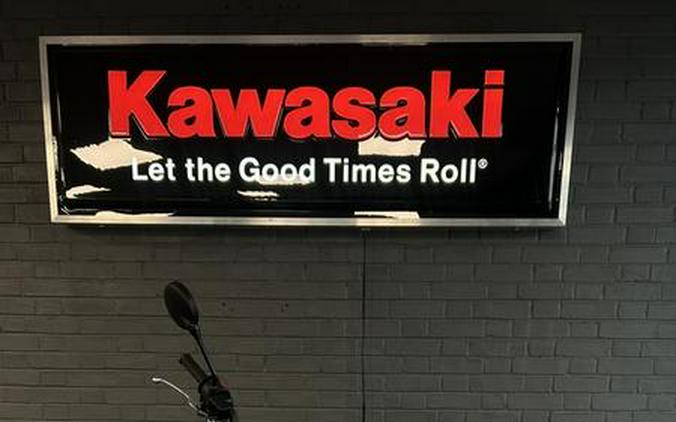 Kawasaki
Let the Good Times Roll®